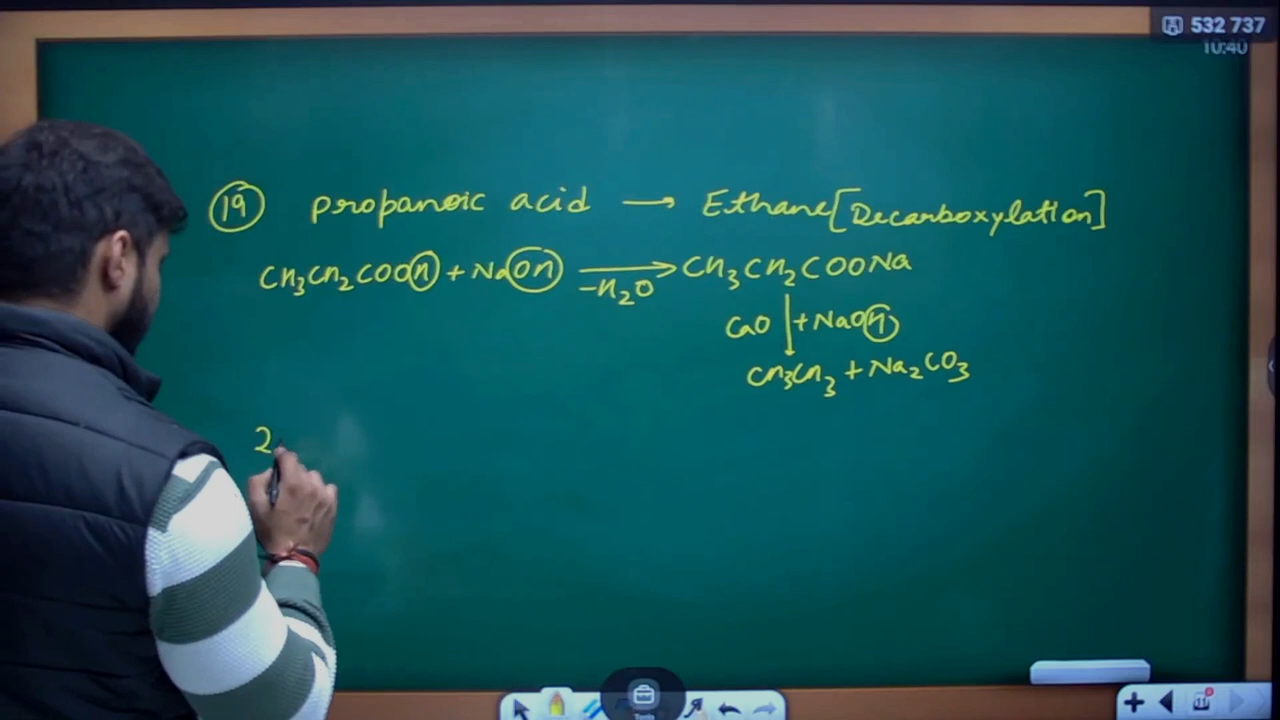 532 737
10:40
19 propanoic acid → Ethane [Decarboxylation]
CH₃CH₂COOH + NaOH → CH₃CH₂COONa
-H₂O
CaO + NaOH
CH₃CH₃ + Na₂CO₃
2